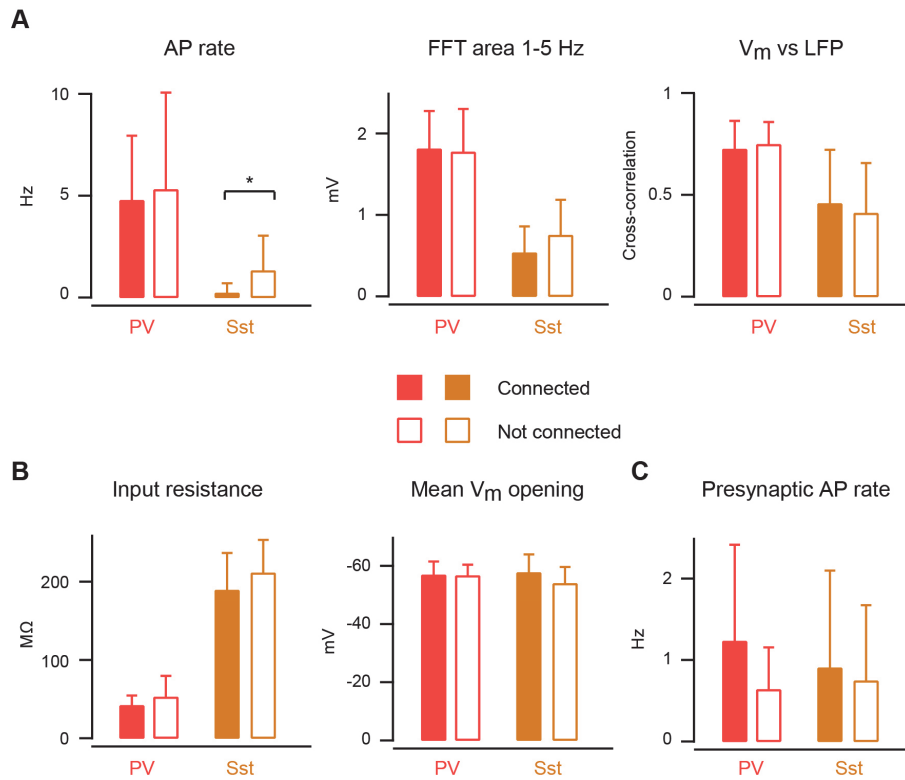 A
AP rate
FFT area 1-5 Hz
Vm vs LFP
10
5
0
Hz
*
PV
Sst
2
1
0
mV
PV
Sst
1
0.5
0
Cross-correlation
PV
Sst
Connected
Not connected
B
Input resistance
Mean Vm opening
C
Presynaptic AP rate
200
100
0
MΩ
PV
Sst
-60
-40
-20
0
mV
PV
Sst
2
1
0
Hz
PV
Sst